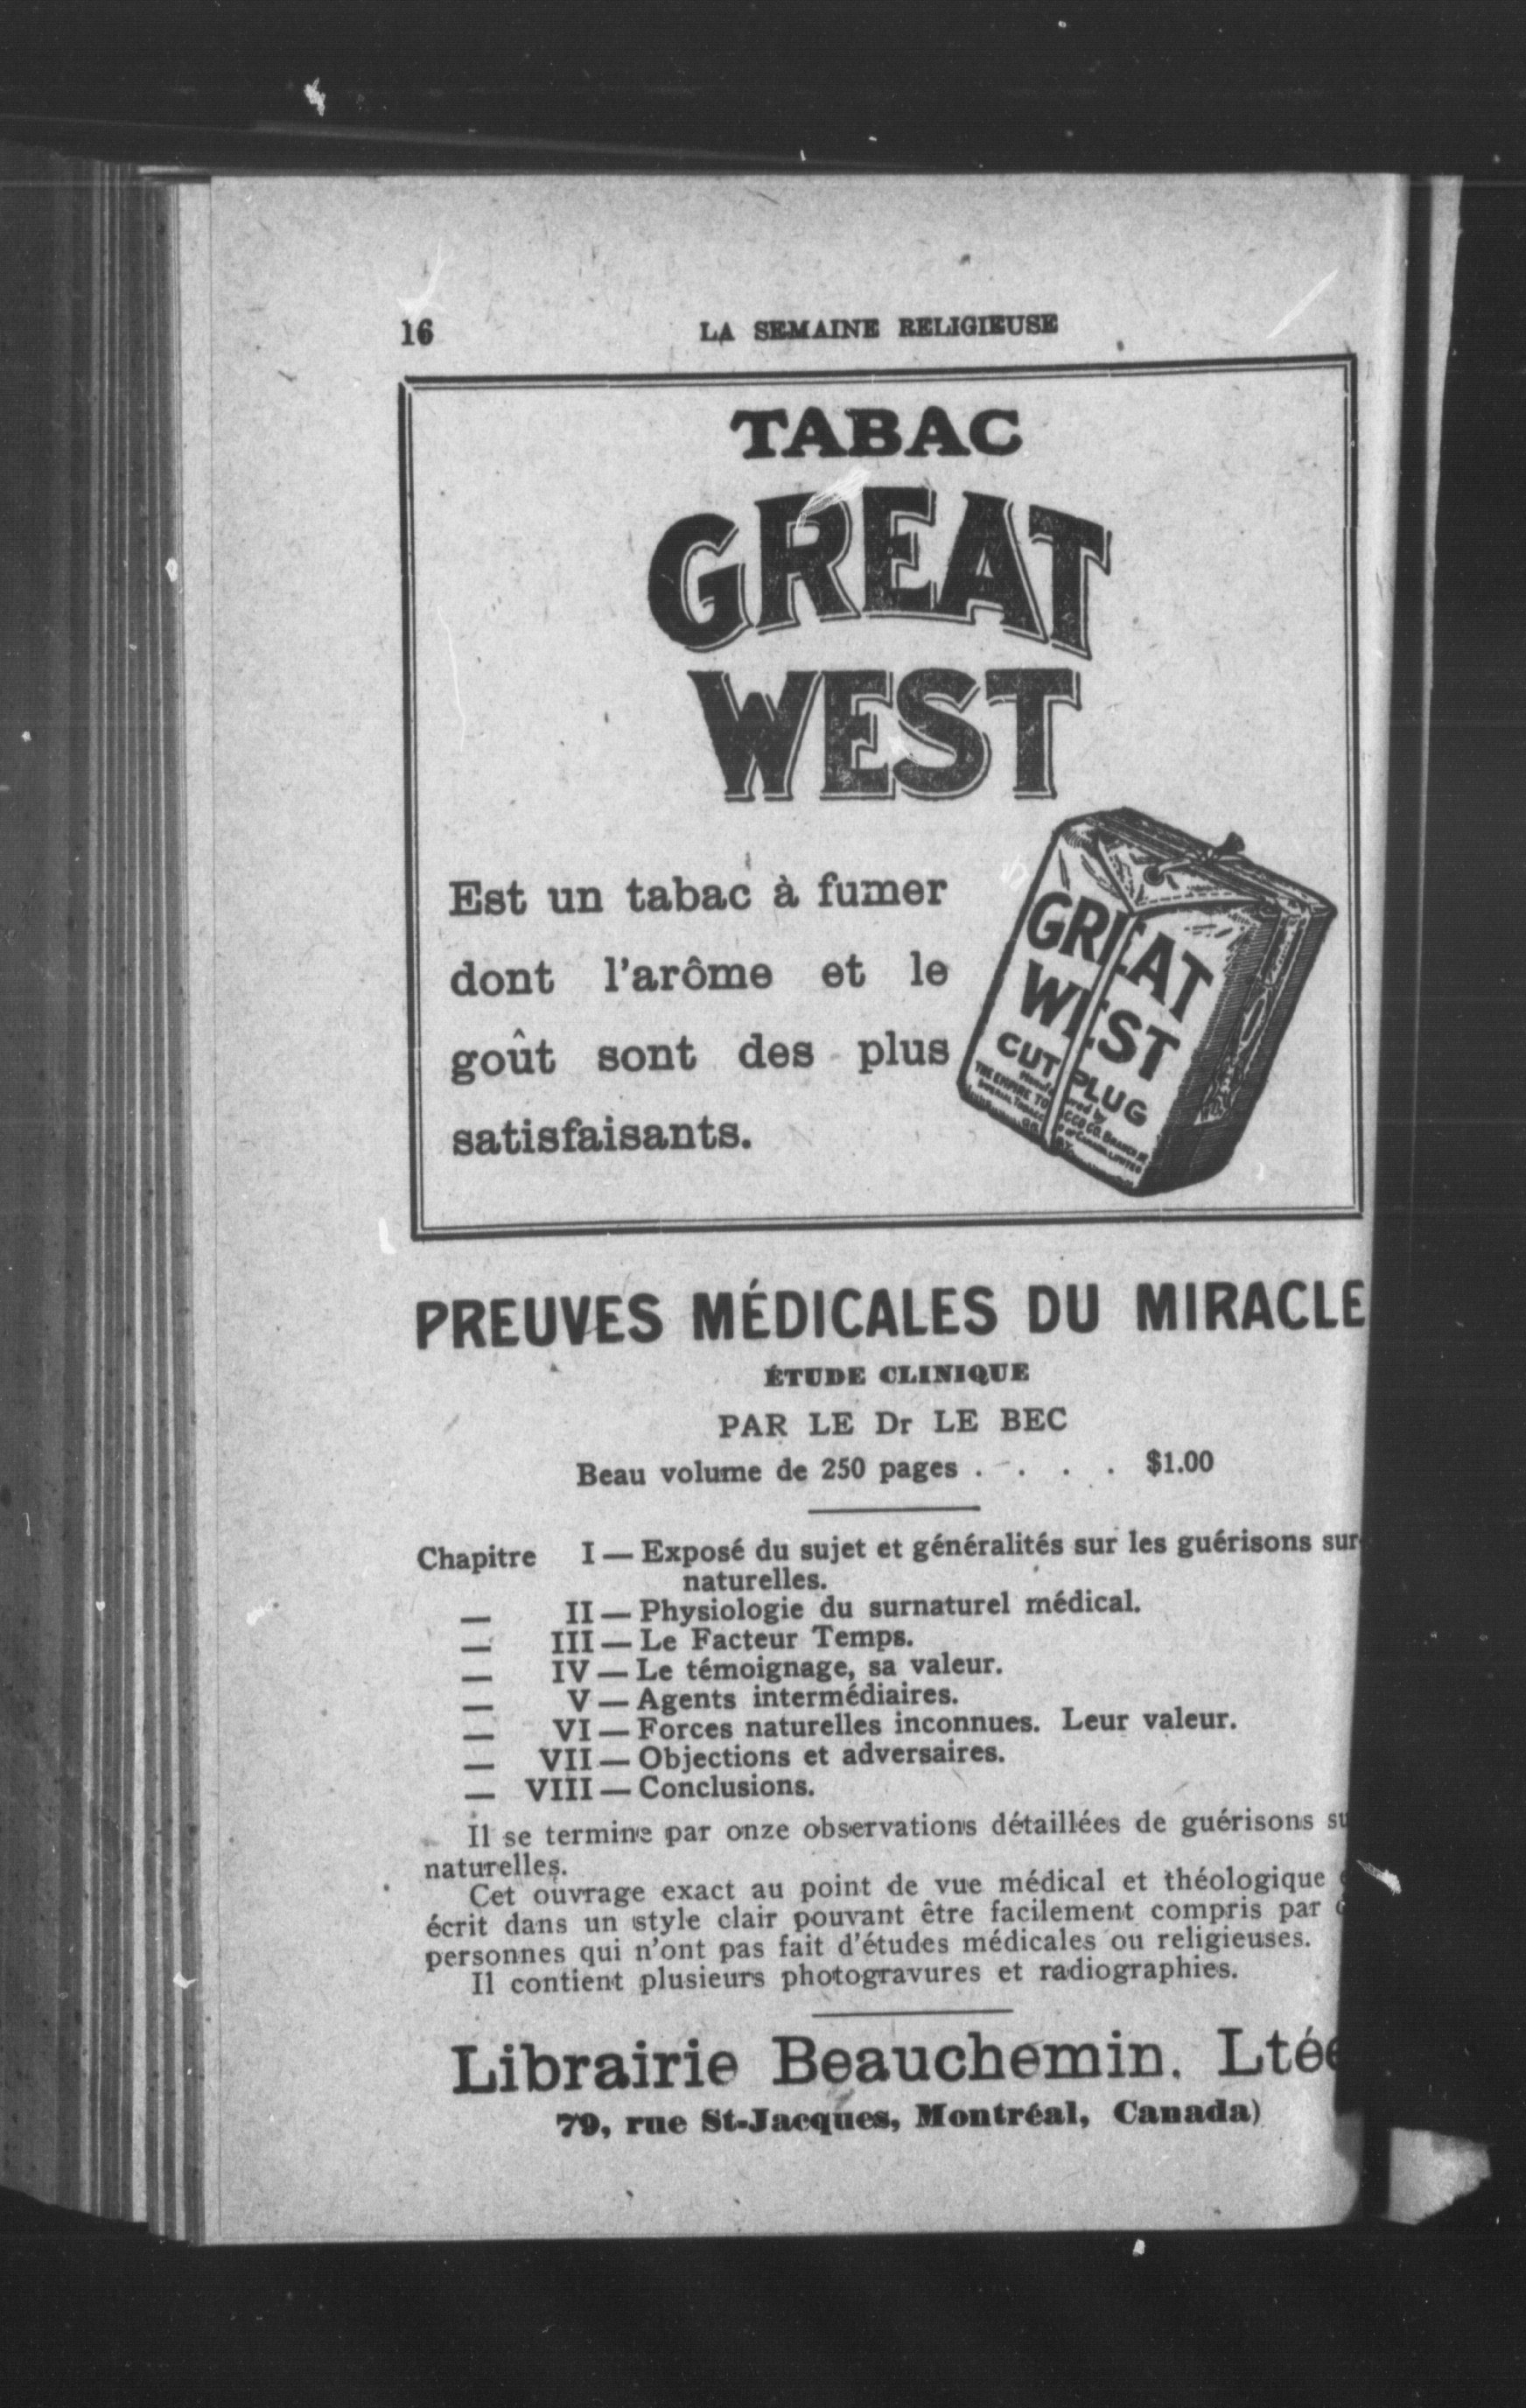 16 LA SEMAINE RELIGIEUSE
TABAC
GREAT
WEST
Est un tabac à fumer
dont l'arôme et le
goût sont des plus
satisfaisants.
GREAT
WEST
CUT PLUG
PREUVES MÉDICALES DU MIRACLE
ÉTUDE CLINIQUE
PAR LE Dr LE BEC
Beau volume de 250 pages . . . . $1.00
Chapitre I — Exposé du sujet et généralités sur les guérisons sur-
naturelles.
— II — Physiologie du surnaturel médical.
— III — Le Facteur Temps.
— IV — Le témoignage, sa valeur.
— V — Agents intermédiaires.
— VI — Forces naturelles inconnues. Leur valeur.
— VII — Objections et adversaires.
— VIII — Conclusions.
Il se termine par onze observations détaillées de guérisons su
naturelles.
Cet ouvrage exact au point de vue médical et théologique
écrit dans un style clair pouvant être facilement compris par
personnes qui n'ont pas fait d'études médicales ou religieuses.
Il contient plusieurs photogravures et radiographies.
Librairie Beauchemin. Ltée
79, rue St-Jacques, Montréal, Canada)